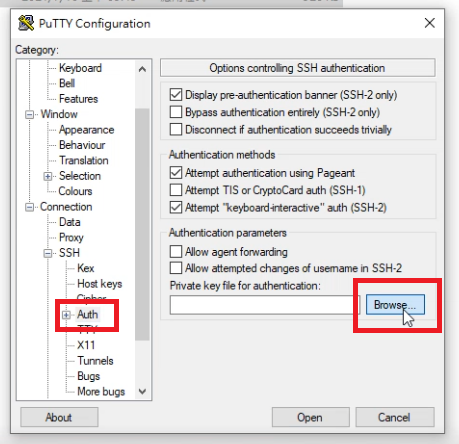 PuTTY Configuration
Category:
Keyboard
Bell
Features
Window
Appearance
Behaviour
Translation
Selection
Colours
Connection
Data
Proxy
SSH
Kex
Host keys
Cipher
Auth
TTY
X11
Tunnels
Bugs
More bugs
Options controlling SSH authentication
Display pre-authentication banner (SSH-2 only)
Bypass authentication entirely (SSH-2 only)
Disconnect if authentication succeeds trivially
Authentication methods
Attempt authentication using Pageant
Attempt TIS or CryptoCard auth (SSH-1)
Attempt "keyboard-interactive" auth (SSH-2)
Authentication parameters
Allow agent forwarding
Allow attempted changes of username in SSH-2
Private key file for authentication:
Browse...
About
Open
Cancel